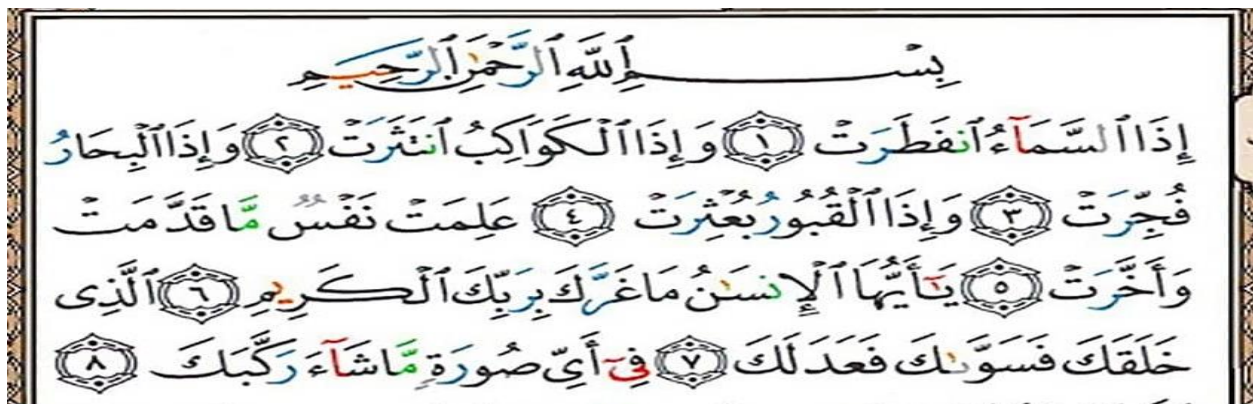 بِسْمِ ٱللَّهِ ٱلرَّحْمَٰنِ ٱلرَّحِيمِ
إِذَا ٱلسَّمَآءُ ٱنفَطَرَتْ ١ وَإِذَا ٱلْكَوَاكِبُ ٱنتَثَرَتْ ٢ وَإِذَا ٱلْبِحَارُ
فُجِّرَتْ ٣ وَإِذَا ٱلْقُبُورُ بُعْثِرَتْ ٤ عَلِمَتْ نَفْسٌ مَّا قَدَّمَتْ
وَأَخَّرَتْ ٥ يَٰٓأَيُّهَا ٱلْإِنسَٰنُ مَا غَرَّكَ بِرَبِّكَ ٱلْكَرِيمِ ٦ ٱلَّذِى
خَلَقَكَ فَسَوَّىٰكَ فَعَدَلَكَ ٧ فِىٓ أَىِّ صُورَةٍ مَّا شَآءَ رَكَّبَكَ ٨